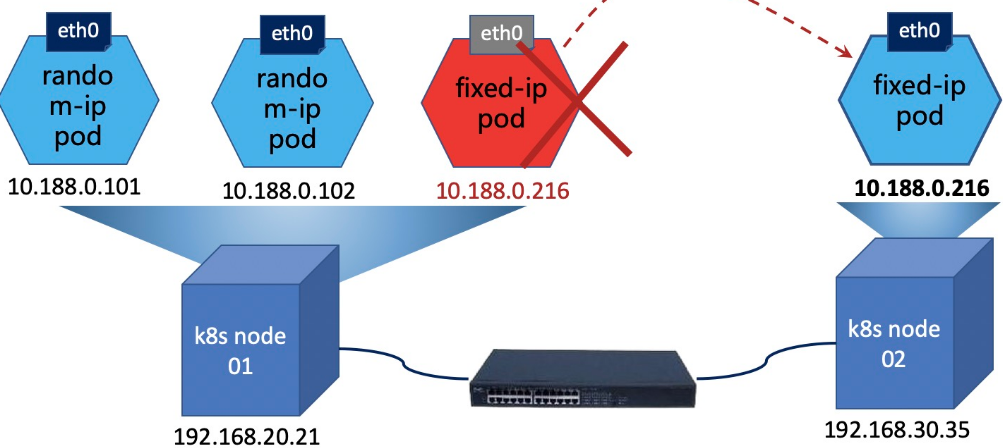 eth0
eth0
eth0
eth0
rando
m-ip
pod
rando
m-ip
pod
fixed-ip
pod
fixed-ip
pod
10.188.0.101
10.188.0.102
10.188.0.216
10.188.0.216
k8s node
01
k8s node
02
192.168.20.21
192.168.30.35